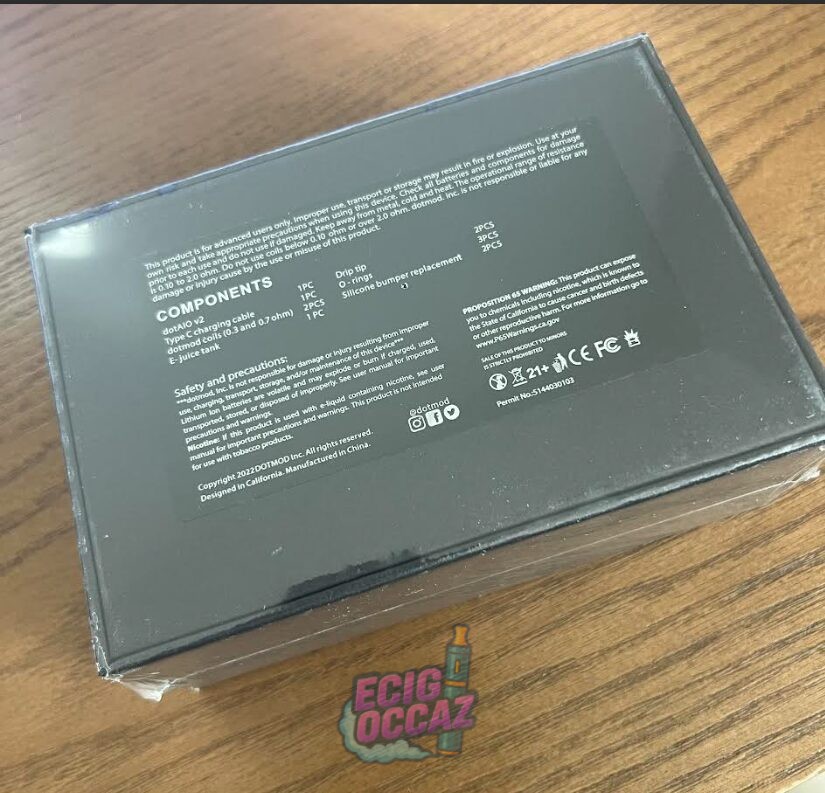 This product is for advanced users only. Improper use, transport or storage may result in fire or explosion. Use at your
own risk and take appropriate precautions when using this device. Check all batteries and components for damage
prior to each use and do not use if damaged. Keep away from metal, cold and heat. The operational range of resistance
is 0.10 to 2.0 ohm. Do not use coils below 0.10 ohm or over 2.0 ohm. dotmod. Inc. is not responsible or liable for any
damage or injury cause by the use or misuse of this product.
COMPONENTS
dotAIO v2 1PC
Type C charging cable 1PC
dotmod coils (0.3 and 0.7 ohm) 2PCS
E-Juice tank 1 PC
Drip tip 2PCS
O - rings 3PCS
Silicone bumper replacement 2PCS
Safety and precautions:
***dotmod, Inc. is not responsible for damage or injury resulting from improper
use, charging, transport, storage, and/or maintenance of this device***
Lithium Ion batteries are volatile and may explode or burn if charged, used,
transported, stored, or disposed of improperly. See user manual for important
precautions and warnings.
Nicotine: If this product is used with e-liquid containing nicotine, see user
manual for important precautions and warnings. This product is not intended
for use with tobacco products.
Copyright 2022 DOTMOD Inc. All rights reserved.
Designed in California. Manufactured in China.
@dotmod
PROPOSITION 65 WARNING: This product can expose
you to chemicals including nicotine, which is known to
the State of California to cause cancer and birth defects
or other reproductive harm. For more information go to
www.P65Warnings.ca.gov
SALE OF THIS PRODUCT TO MINORS
IS STRICTLY PROHIBITED
21+ CE FC
Permit No.:5144030103
ECIG
OCCAZ